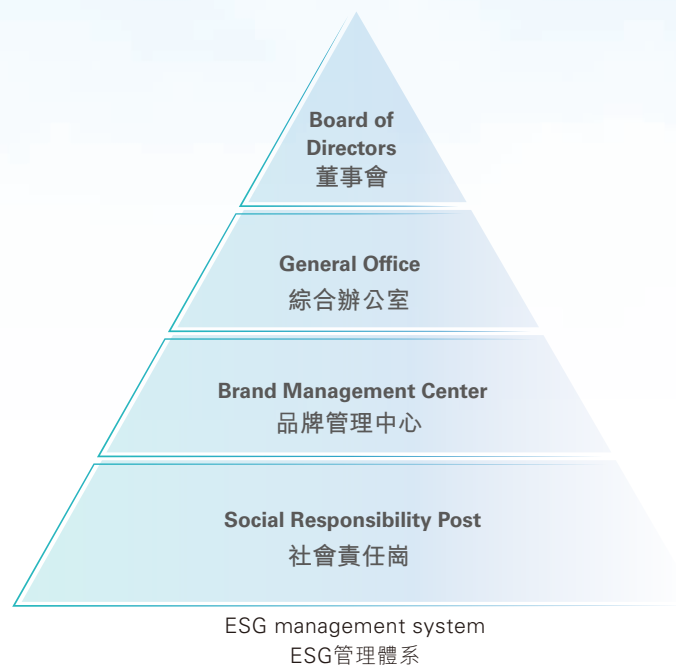 Board of
Directors
董事會
General Office
綜合辦公室
Brand Management Center
品牌管理中心
Social Responsibility Post
社會責任崗
ESG management system
ESG管理體系